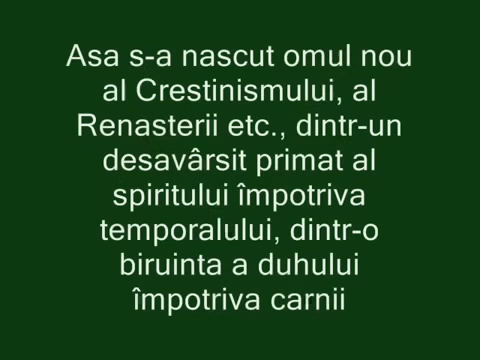 Asa s-a nascut omul nou
al Crestinismului, al
Renasterii etc., dintr-un
desavârsit primat al
spiritului împotriva
temporalului, dintr-o
biruinta a duhului
împotriva carnii